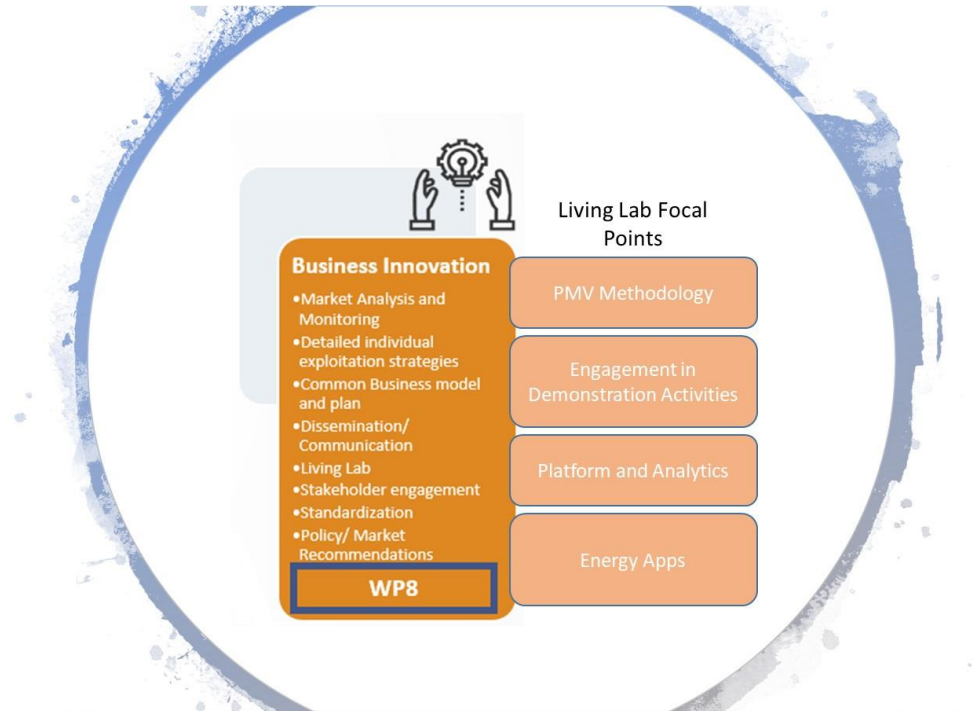 Business Innovation
•Market Analysis and
Monitoring
•Detailed individual
exploitation strategies
•Common Business model
and plan
•Dissemination/
Communication
•Living Lab
•Stakeholder engagement
•Standardization
•Policy/ Market
Recommendations
WP8
Living Lab Focal
Points
PMV Methodology
Engagement in
Demonstration Activities
Platform and Analytics
Energy Apps